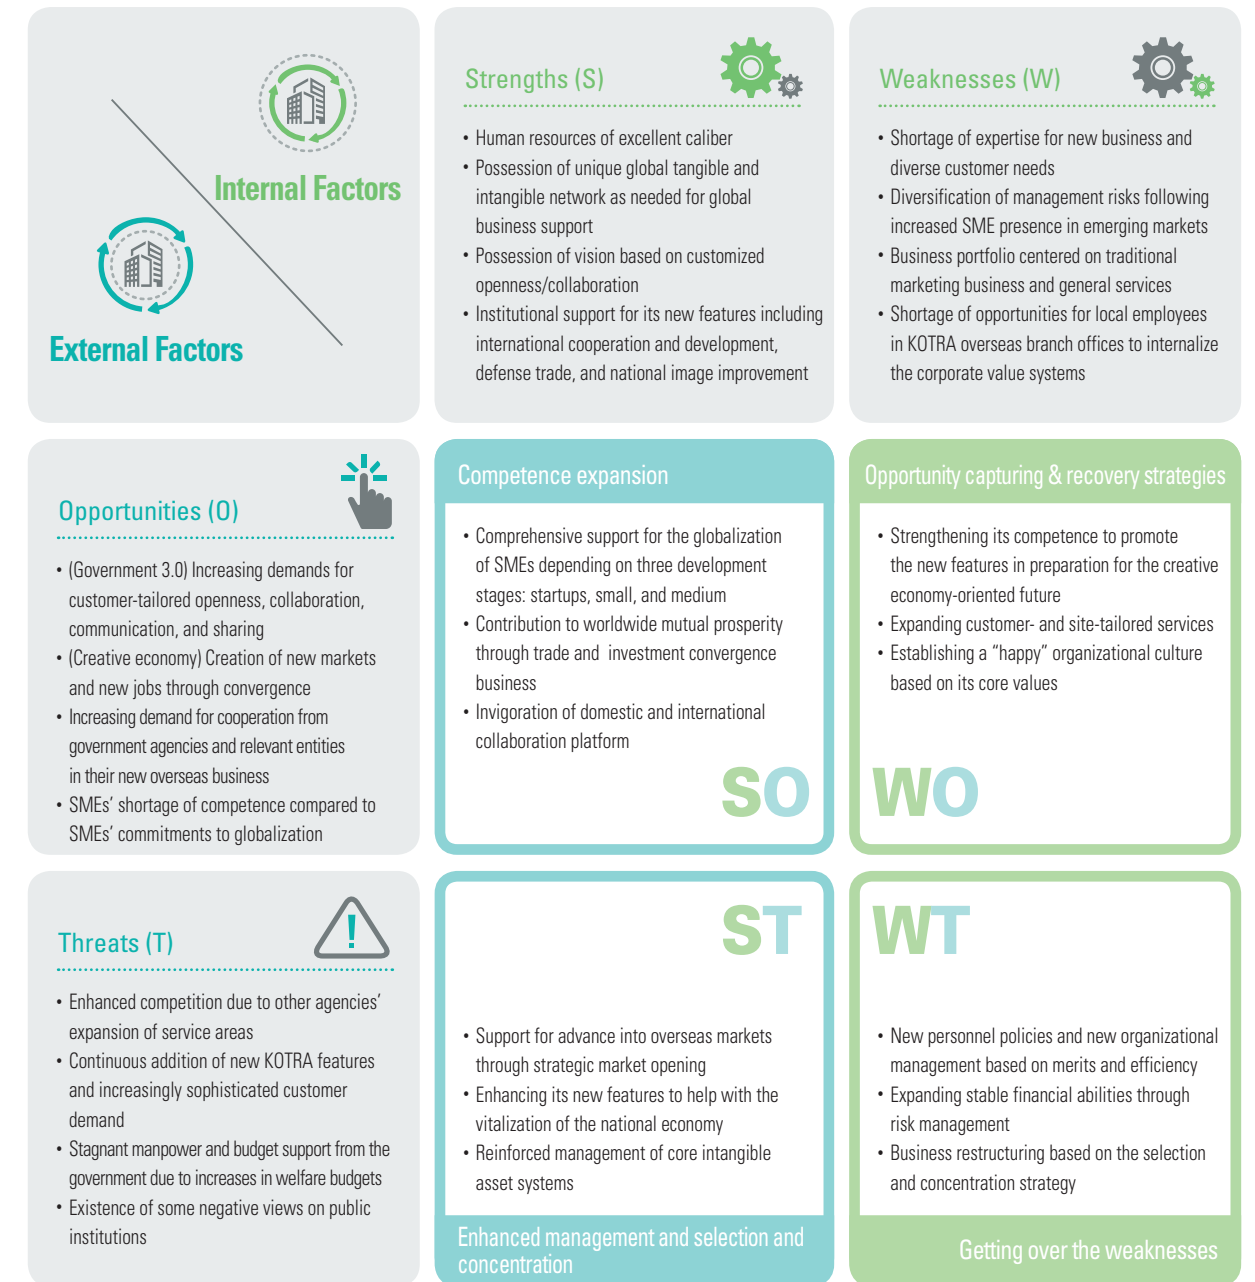 Internal Factors
External Factors
Strengths (S)
• Human resources of excellent caliber
• Possession of unique global tangible and
intangible network as needed for global
business support
• Possession of vision based on customized
openness/collaboration
• Institutional support for its new features including
international cooperation and development,
defense trade, and national image improvement
Weaknesses (W)
• Shortage of expertise for new business and
diverse customer needs
• Diversification of management risks following
increased SME presence in emerging markets
• Business portfolio centered on traditional
marketing business and general services
• Shortage of opportunities for local employees
in KOTRA overseas branch offices to internalize
the corporate value systems
Opportunities (O)
• (Government 3.0) Increasing demands for
customer-tailored openness, collaboration,
communication, and sharing
• (Creative economy) Creation of new markets
and new jobs through convergence
• Increasing demand for cooperation from
government agencies and relevant entities
in their new overseas business
• SMEs' shortage of competence compared to
SMEs' commitments to globalization
Competence expansion
• Comprehensive support for the globalization
of SMEs depending on three development
stages: startups, small, and medium
• Contribution to worldwide mutual prosperity
through trade and investment convergence
business
• Invigoration of domestic and international
collaboration platform
SO
Opportunity capturing & recovery strategies
• Strengthening its competence to promote
the new features in preparation for the creative
economy-oriented future
• Expanding customer- and site-tailored services
• Establishing a "happy" organizational culture
based on its core values
WO
Threats (T)
!
• Enhanced competition due to other agencies'
expansion of service areas
• Continuous addition of new KOTRA features
and increasingly sophisticated customer
demand
• Stagnant manpower and budget support from the
government due to increases in welfare budgets
• Existence of some negative views on public
institutions
ST
• Support for advance into overseas markets
through strategic market opening
• Enhancing its new features to help with the
vitalization of the national economy
• Reinforced management of core intangible
asset systems
Enhanced management and selection and
concentration
WT
• New personnel policies and new organizational
management based on merits and efficiency
• Expanding stable financial abilities through
risk management
• Business restructuring based on the selection
and concentration strategy
Getting over the weaknesses